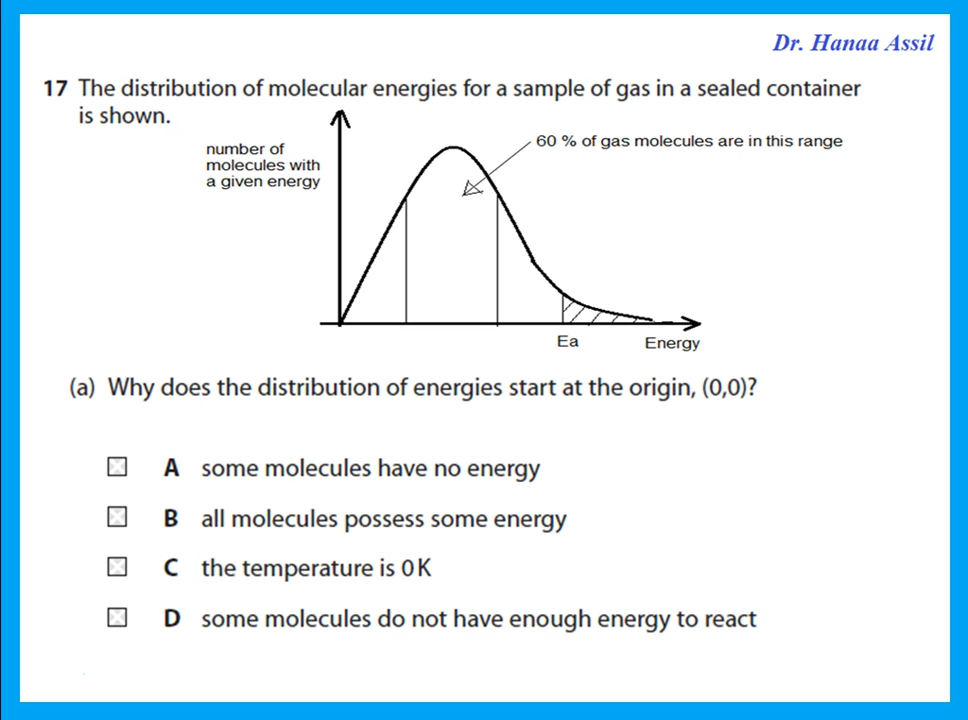 Dr. Hanaa Assil
17 The distribution of molecular energies for a sample of gas in a sealed container
is shown.
number of
molecules with
a given energy
60 % of gas molecules are in this range
Ea
Energy
(a) Why does the distribution of energies start at the origin, (0,0)?
A some molecules have no energy
B all molecules possess some energy
C the temperature is 0 K
D some molecules do not have enough energy to react